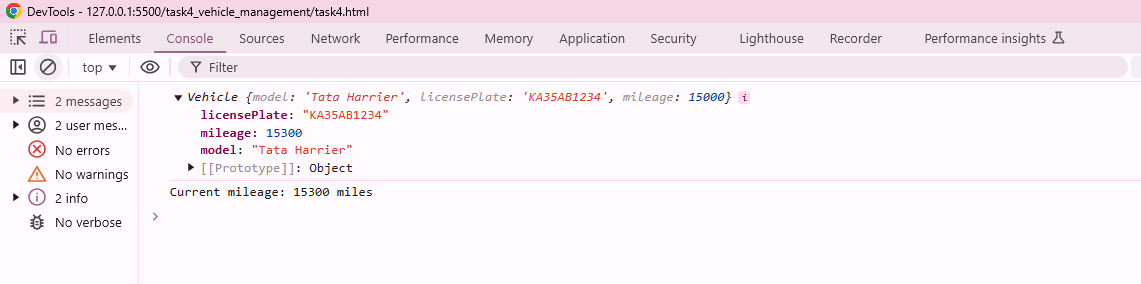 DevTools - 127.0.0.1:5500/task4_vehicle_management/task4.html
Elements Console Sources Network Performance Memory Application Security Lighthouse Recorder Performance insights
top Filter
2 messages
2 user mes...
No errors
No warnings
2 info
No verbose
Vehicle {model: 'Tata Harrier', licensePlate: 'KA35AB1234', mileage: 15000} i
licensePlate: "KA35AB1234"
mileage: 15300
model: "Tata Harrier"
[[Prototype]]: Object
Current mileage: 15300 miles